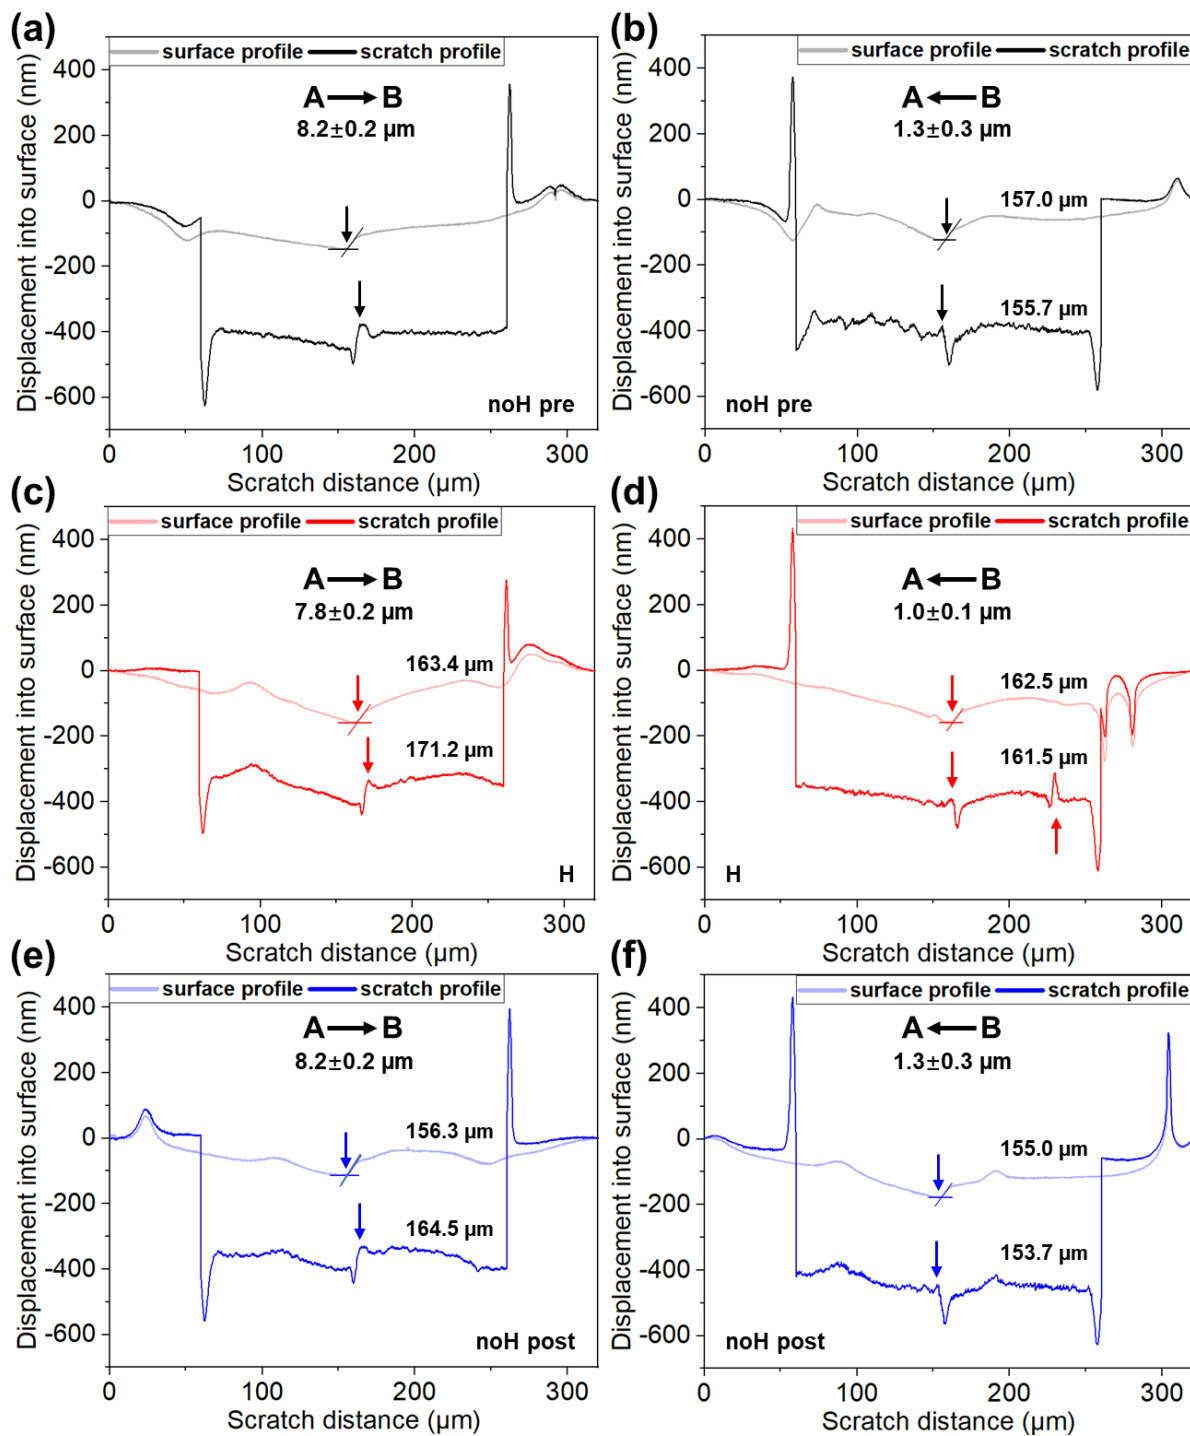 (a)
surface profile scratch profile
A B
8.2±0.2 µm
400
200
0
-200
-400
-600
Displacement into surface (nm)
noH pre
0 100 200 300
Scratch distance (µm)
(b)
surface profile scratch profile
A B
1.3±0.3 µm
400
200
0
-200
-400
-600
Displacement into surface (nm)
157.0 µm
155.7 µm
noH pre
0 100 200 300
Scratch distance (µm)
(c)
surface profile scratch profile
A B
7.8±0.2 µm
400
200
0
-200
-400
-600
Displacement into surface (nm)
163.4 µm
171.2 µm
H
0 100 200 300
Scratch distance (µm)
(d)
surface profile scratch profile
A B
1.0±0.1 µm
400
200
0
-200
-400
-600
Displacement into surface (nm)
162.5 µm
161.5 µm
H
0 100 200 300
Scratch distance (µm)
(e)
surface profile scratch profile
A B
8.2±0.2 µm
400
200
0
-200
-400
-600
Displacement into surface (nm)
156.3 µm
164.5 µm
noH post
0 100 200 300
Scratch distance (µm)
(f)
surface profile scratch profile
A B
1.3±0.3 µm
400
200
0
-200
-400
-600
Displacement into surface (nm)
155.0 µm
153.7 µm
noH post
0 100 200 300
Scratch distance (µm)